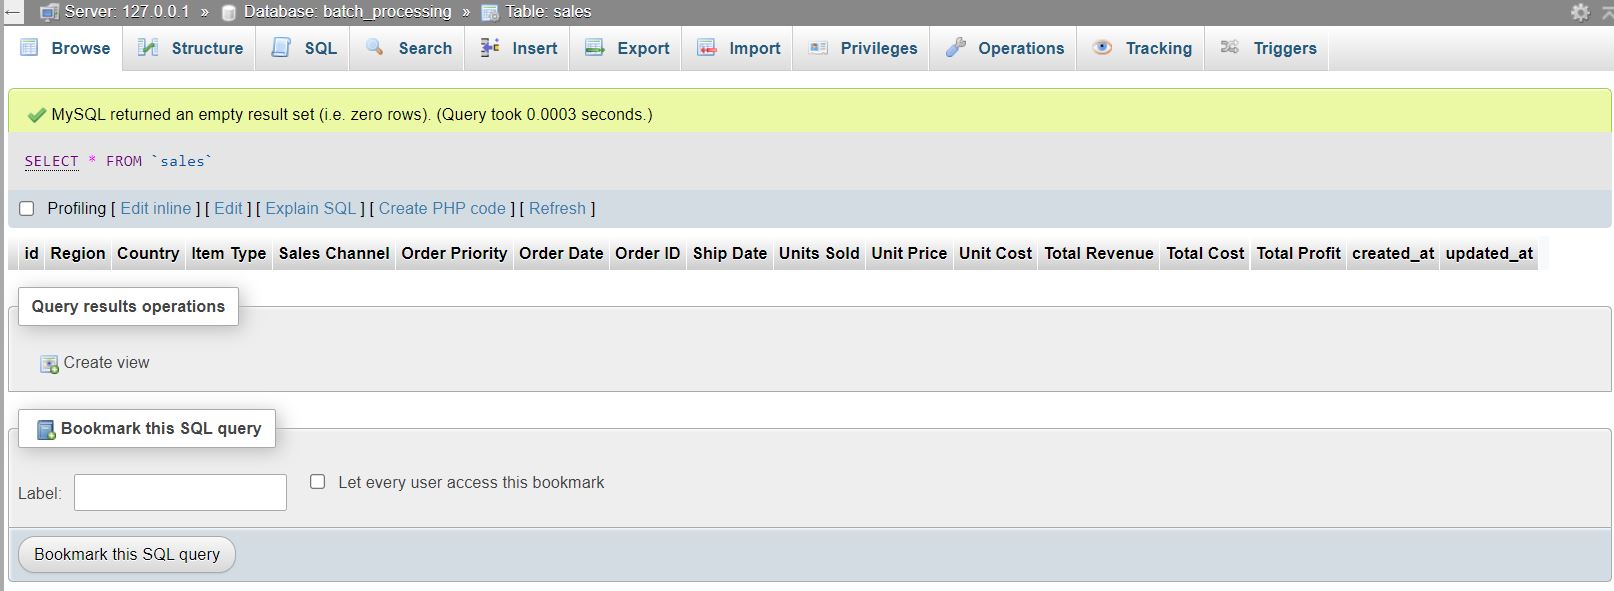 Server: 127.0.0.1 » Database: batch_processing » Table: sales
Browse Structure SQL Search Insert Export Import Privileges Operations Tracking Triggers
MySQL returned an empty result set (i.e. zero rows). (Query took 0.0003 seconds.)
SELECT * FROM `sales`
Profiling [ Edit inline ] [ Edit ] [ Explain SQL ] [ Create PHP code ] [ Refresh ]
id Region Country Item Type Sales Channel Order Priority Order Date Order ID Ship Date Units Sold Unit Price Unit Cost Total Revenue Total Cost Total Profit created_at updated_at
Query results operations
Create view
Bookmark this SQL query
Label: Let every user access this bookmark
Bookmark this SQL query